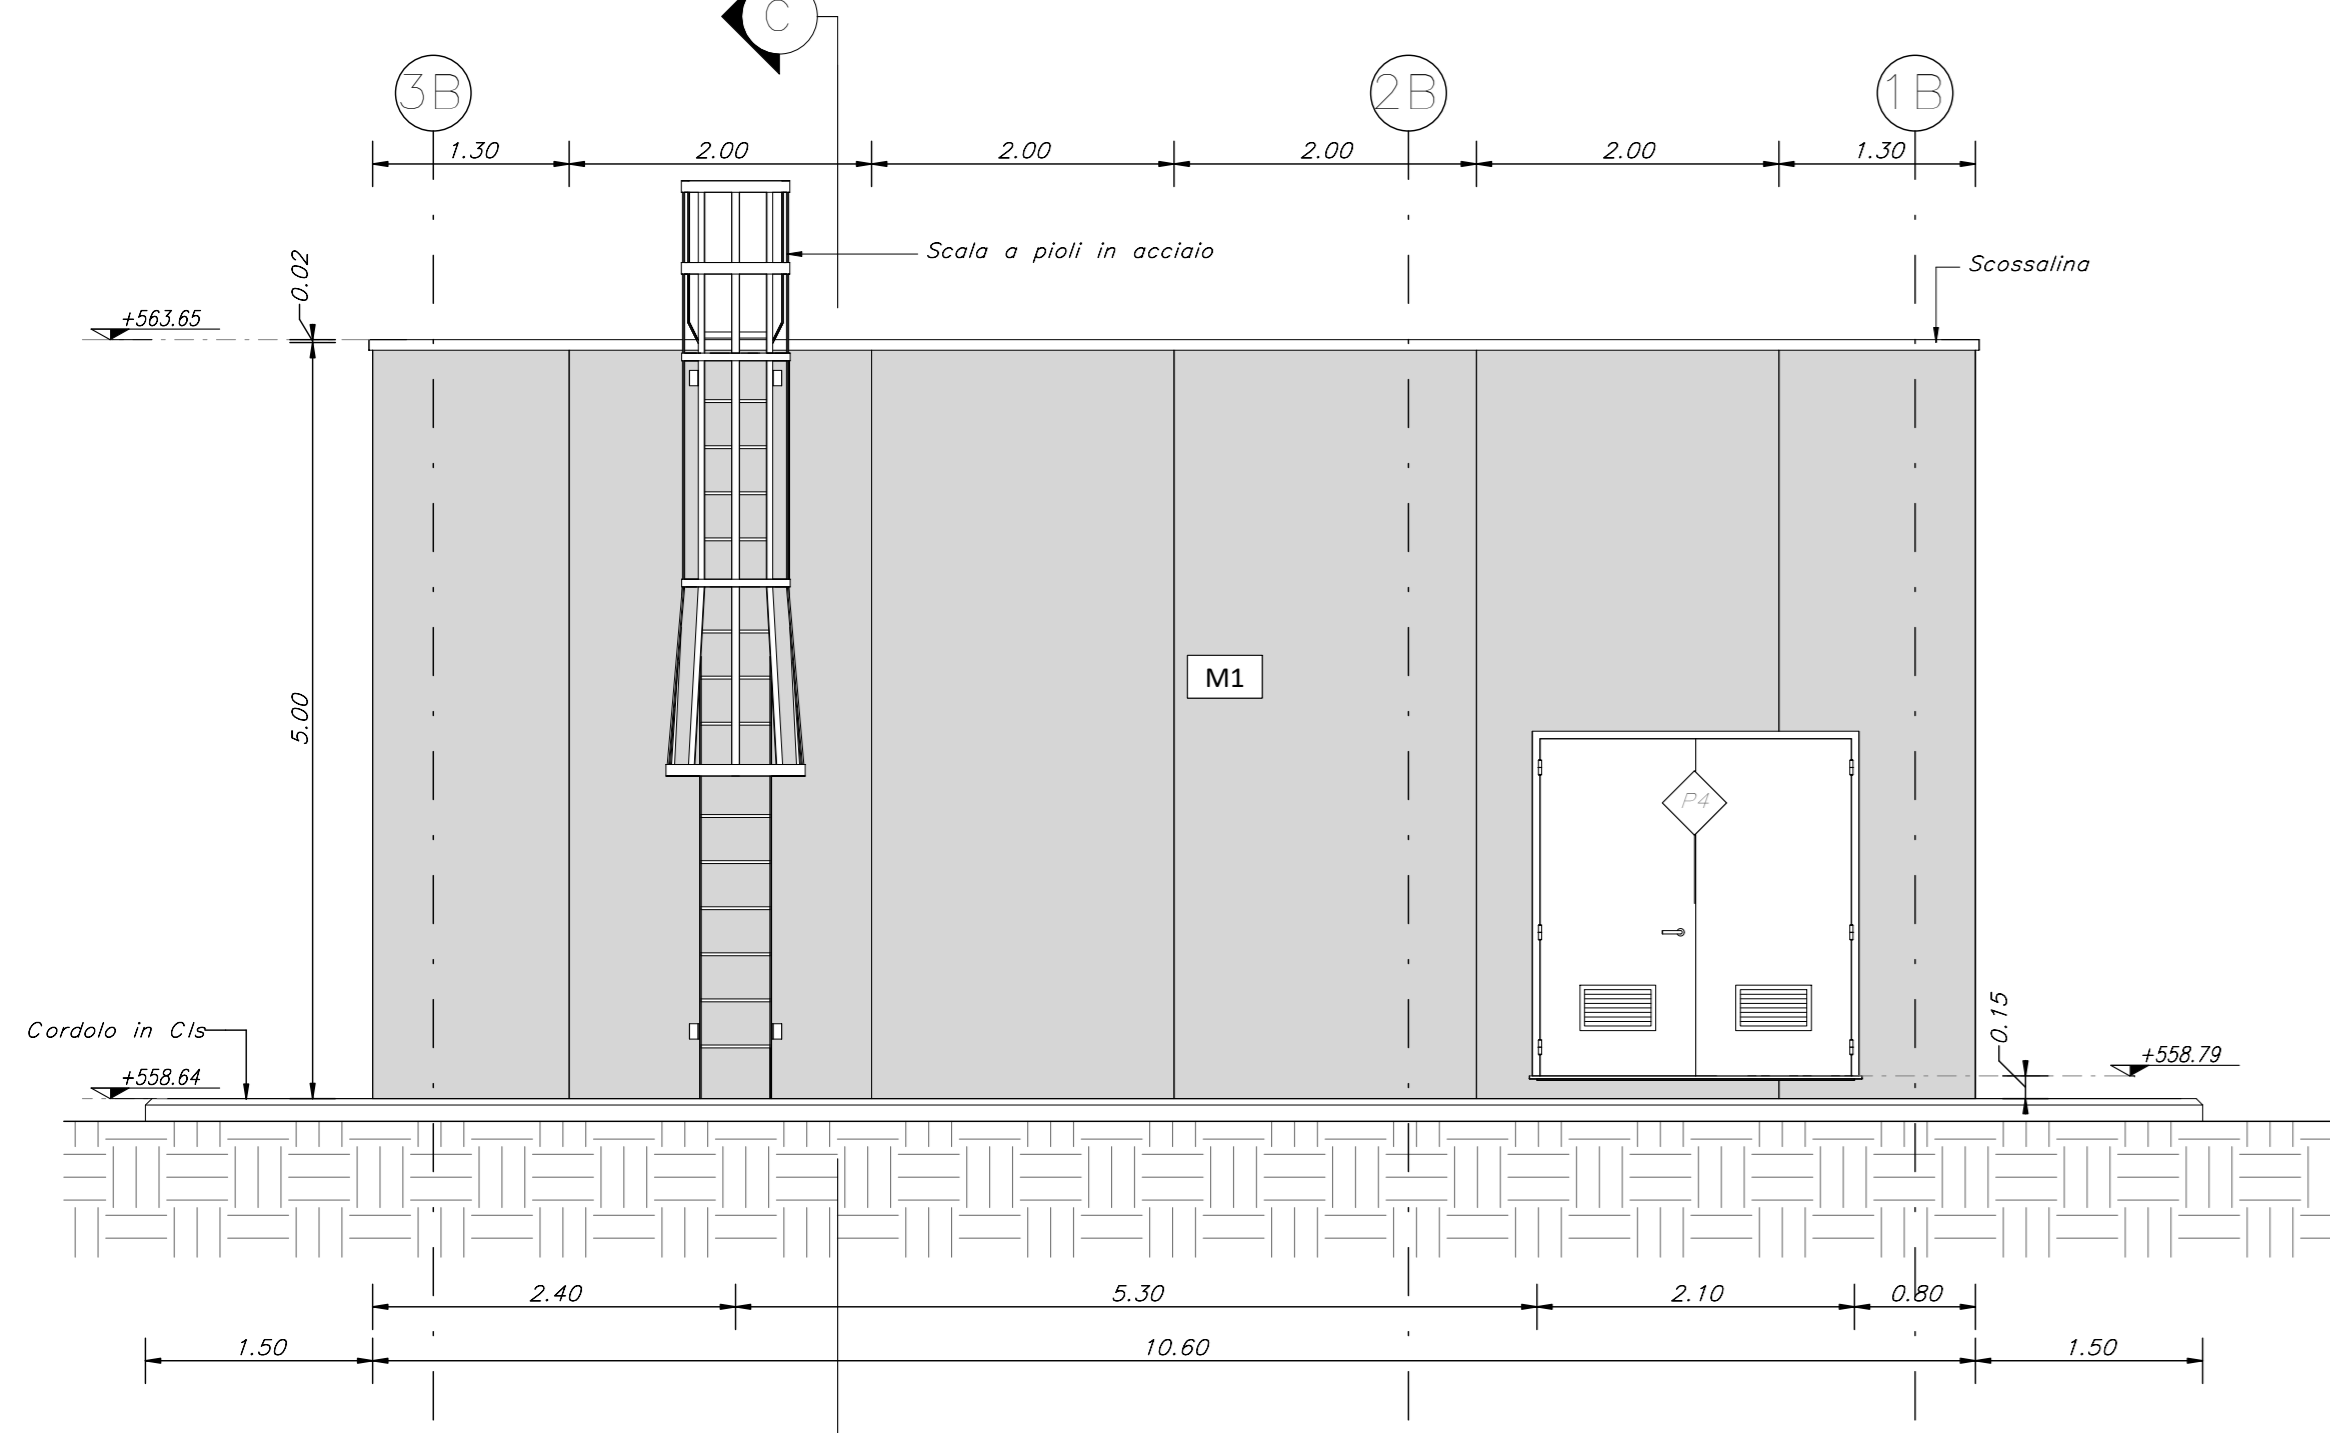 C
3B
2B
1B
1.30
2.00
2.00
2.00
2.00
1.30
Scala a pioli in acciaio
Scossalina
0.02
+563.65
5.00
M1
P4
Cordolo in Cls
+558.64
0.15
+558.79
2.40
5.30
2.10
0.80
1.50
10.60
1.50